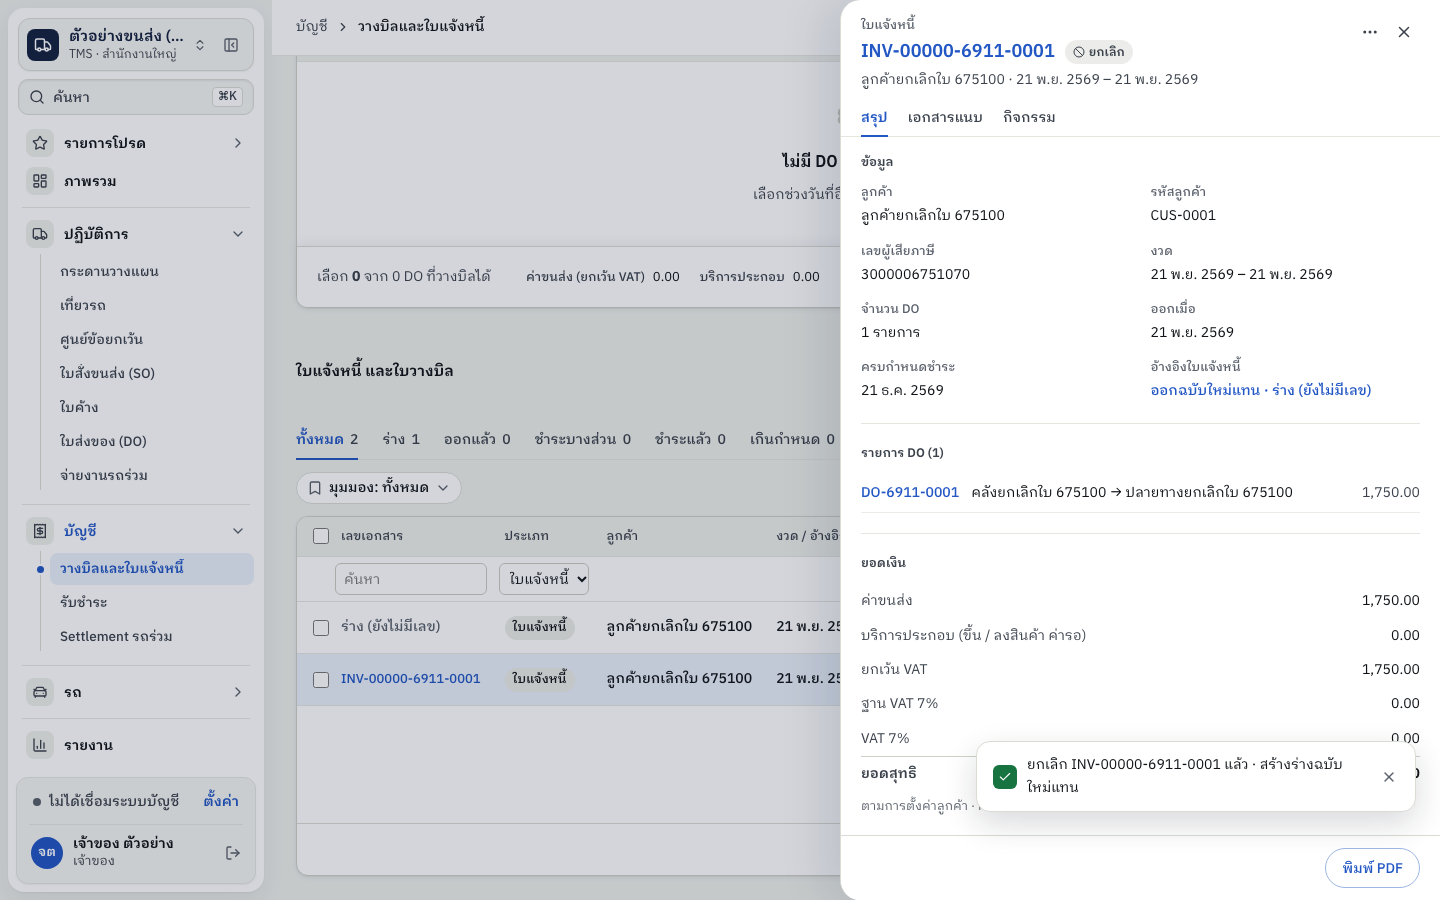 ตัวอย่างขนส่ง (...
TMS · สำนักงานใหญ่
ค้นหา
⌘K
รายการโปรด
ภาพรวม
ปฏิบัติการ
กระดานวางแผน
เที่ยวรถ
ศูนย์ข้อยกเว้น
ใบสั่งขนส่ง (SO)
ใบค้าง
ใบส่งของ (DO)
จ่ายงานรถร่วม
บัญชี
วางบิลและใบแจ้งหนี้
รับชำระ
Settlement รถร่วม
รถ
รายงาน
ไม่ได้เชื่อมระบบบัญชี ตั้งค่า
จต
เจ้าของ ตัวอย่าง
เจ้าของ
บัญชี > วางบิลและใบแจ้งหนี้
ไม่มี DO
เลือกช่วงวันที่อื
เลือก 0 จาก 0 DO ที่วางบิลได้ ค่าขนส่ง (ยกเว้น VAT) 0.00 บริการประกอบ 0.00
ใบแจ้งหนี้ และใบวางบิล
ทั้งหมด 2 ร่าง 1 ออกแล้ว 0 ชำระบางส่วน 0 ชำระแล้ว 0 เกินกำหนด 0
มุมมอง: ทั้งหมด
เลขเอกสาร ประเภท ลูกค้า งวด / อ้างอิ
ค้นหา ใบแจ้งหนี้
ร่าง (ยังไม่มีเลข) ใบแจ้งหนี้ ลูกค้ายกเลิกใบ 675100 21 พ.ย. 25
INV-00000-6911-0001 ใบแจ้งหนี้ ลูกค้ายกเลิกใบ 675100 21 พ.ย. 25
ใบแจ้งหนี้
INV-00000-6911-0001 ยกเลิก
ลูกค้ายกเลิกใบ 675100 · 21 พ.ย. 2569 – 21 พ.ย. 2569
สรุป เอกสารแนบ กิจกรรม
ข้อมูล
ลูกค้า รหัสลูกค้า
ลูกค้ายกเลิกใบ 675100 CUS-0001
เลขผู้เสียภาษี งวด
3000006751070 21 พ.ย. 2569 – 21 พ.ย. 2569
จำนวน DO ออกเมื่อ
1 รายการ 21 พ.ย. 2569
ครบกำหนดชำระ อ้างอิงใบแจ้งหนี้
21 ธ.ค. 2569 ออกฉบับใหม่แทน · ร่าง (ยังไม่มีเลข)
รายการ DO (1)
DO-6911-0001 คลังยกเลิกใบ 675100 → ปลายทางยกเลิกใบ 675100 1,750.00
ยอดเงิน
ค่าขนส่ง 1,750.00
บริการประกอบ (ขึ้น / ลงสินค้า ค่ารอ) 0.00
ยกเว้น VAT 1,750.00
ฐาน VAT 7% 0.00
VAT 7% 0.00
ยอดสุทธิ
ตามการตั้งค่าลูกค้า ·
ยกเลิก INV-00000-6911-0001 แล้ว · สร้างร่างฉบับ
ใหม่แทน
พิมพ์ PDF